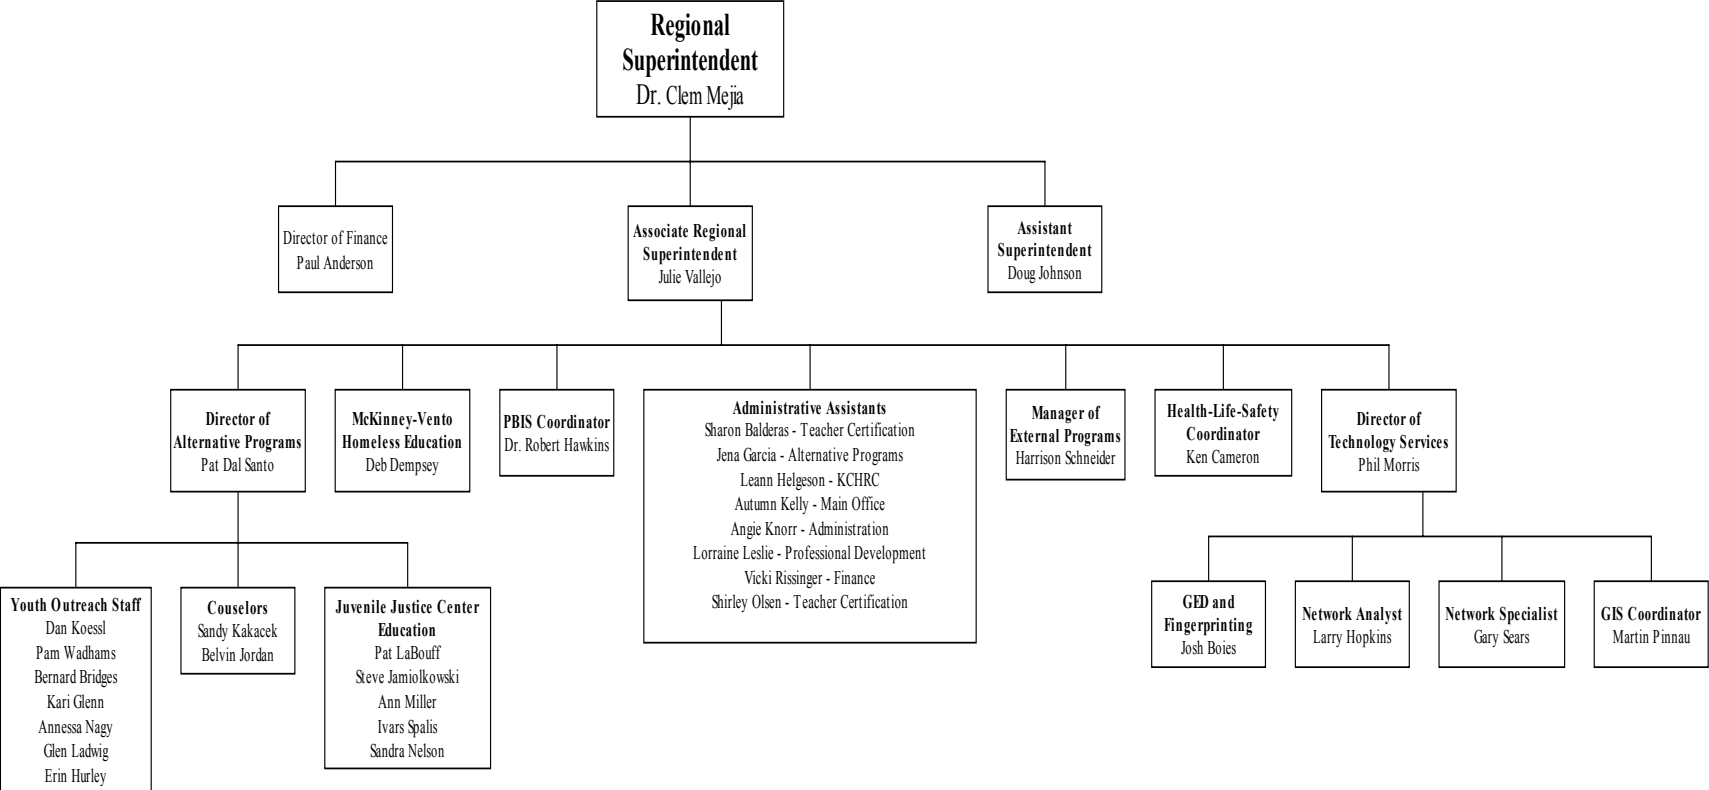 Regional
Superintendent
Dr. Clem Mejia
Director of Finance
Paul Anderson
Associate Regional
Superintendent
Julie Vallejo
Assistant
Superintendent
Doug Johnson
Director of
Alternative Programs
Pat Dal Santo
McKinney-Vento
Homeless Education
Deb Dempsey
PBIS Coordinator
Dr. Robert Hawkins
Administrative Assistants
Sharon Balderas - Teacher Certification
Jena Garcia - Alternative Programs
Leann Helgeson - KCHRC
Autumn Kelly - Main Office
Angie Knorr - Administration
Lorraine Leslie - Professional Development
Vicki Rissinger - Finance
Shirley Olsen - Teacher Certification
Manager of
External Programs
Harrison Schneider
Health-Life-Safety
Coordinator
Ken Cameron
Director of
Technology Services
Phil Morris
Youth Outreach Staff
Dan Koessl
Pam Wadhams
Bernard Bridges
Kari Glenn
Annessa Nagy
Glen Ladwig
Erin Hurley
Couselors
Sandy Kakacek
Belvin Jordan
Juvenile Justice Center
Education
Pat LaBouff
Steve Jamiolkowski
Ann Miller
Ivars Spalis
Sandra Nelson
GED and
Fingerprinting
Josh Boies
Network Analyst
Larry Hopkins
Network Specialist
Gary Sears
GIS Coordinator
Martin Pinnau